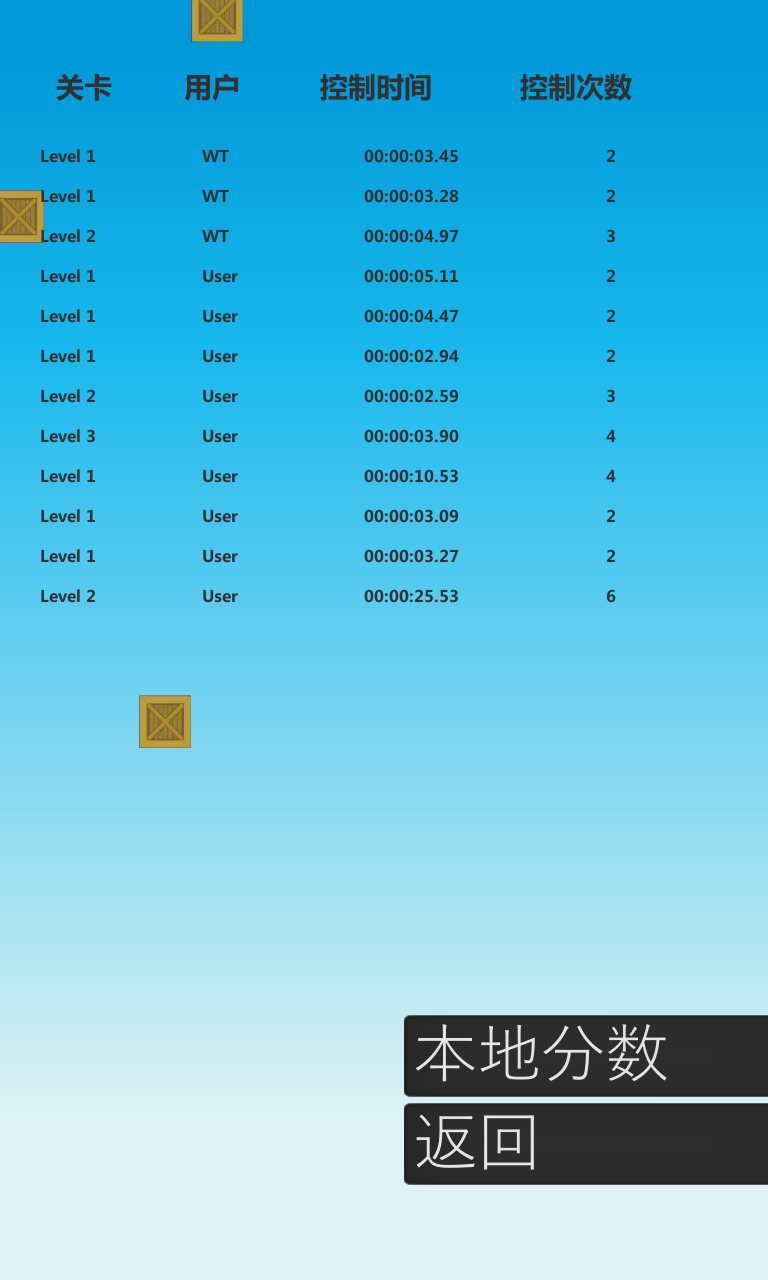 关卡 用户 控制时间 控制次数
Level 1 WT 00:00:03.45 2
Level 1 WT 00:00:03.28 2
Level 2 WT 00:00:04.97 3
Level 1 User 00:00:05.11 2
Level 1 User 00:00:04.47 2
Level 1 User 00:00:02.94 2
Level 2 User 00:00:02.59 3
Level 3 User 00:00:03.90 4
Level 1 User 00:00:10.53 4
Level 1 User 00:00:03.09 2
Level 1 User 00:00:03.27 2
Level 2 User 00:00:25.53 6
本地分数
返回